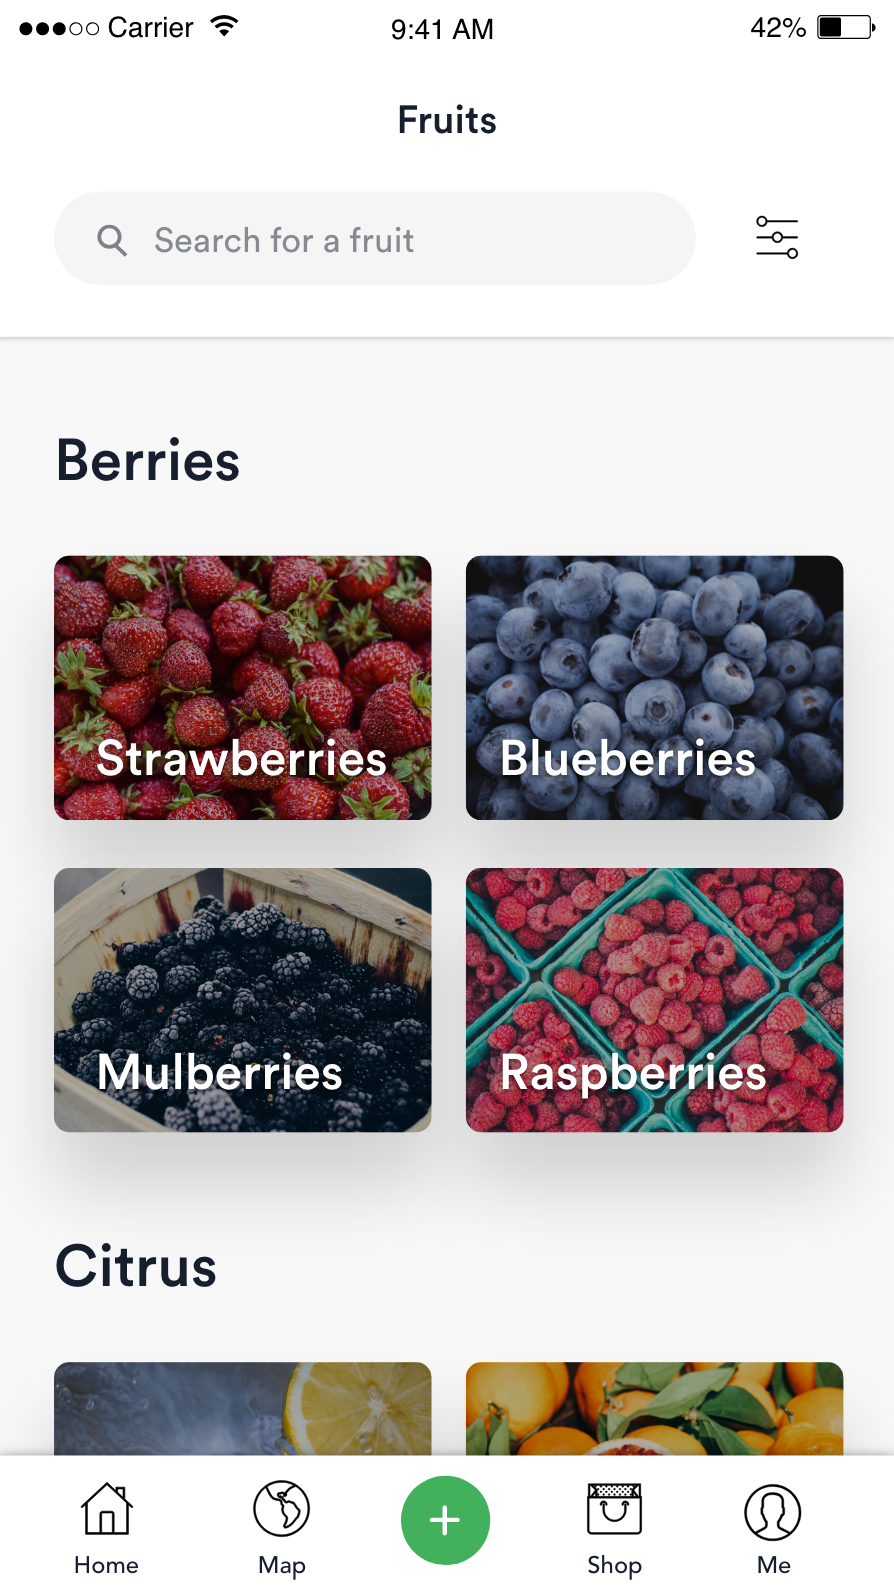 Carrier 9:41 AM 42%
Fruits
Search for a fruit
Berries
Strawberries Blueberries
Mulberries Raspberries
Citrus
Home Map Shop Me